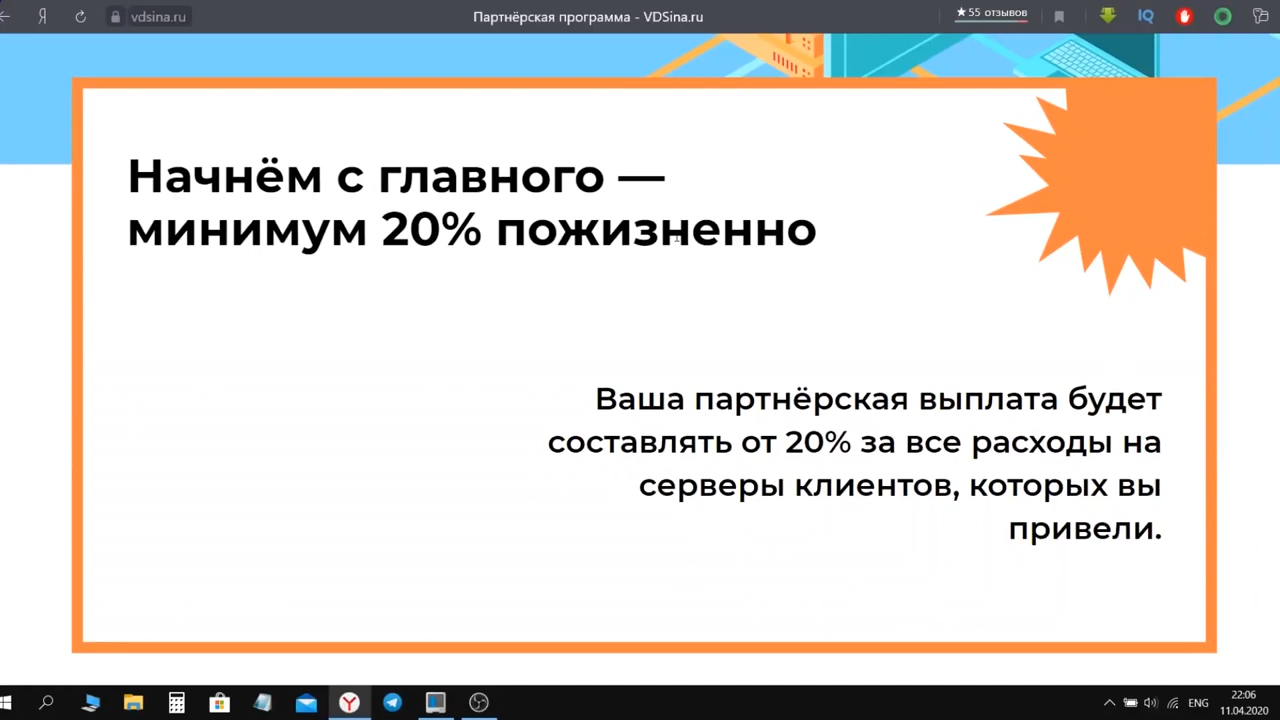 vdsina.ru
Партнёрская программа - VDSina.ru
★55 отзывов
IQ
Начнём с главного —
минимум 20% пожизненно
Ваша партнёрская выплата будет
составлять от 20% за все расходы на
серверы клиентов, которых вы
привели.
ENG
22:06
11.04.2020